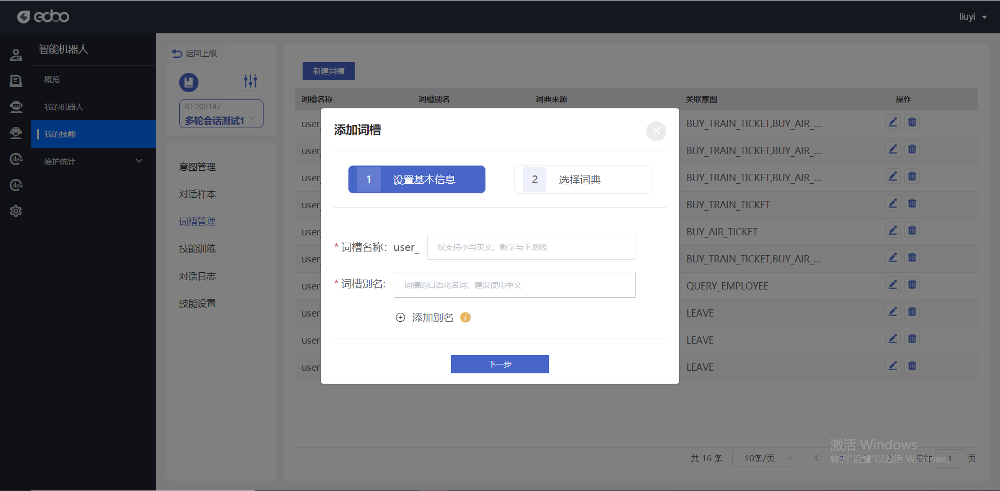 edoo
liuyi
智能机器人
概览
我的机器人
我的技能
维护统计
返回上级
ID 202147
多轮会话测试1
意图管理
对话样本
词槽管理
技能训练
对话日志
技能设置
新建词槽
词槽名称 词槽别名 词典来源 关联意图 操作
user_ BUY_TRAIN_TICKET,BUY_AIR_...
user_ BUY_TRAIN_TICKET,BUY_AIR_...
user_ BUY_TRAIN_TICKET,BUY_AIR_...
user_ BUY_TRAIN_TICKET
user_ BUY_AIR_TICKET
user_ BUY_TRAIN_TICKET,BUY_AIR_...
user_ QUERY_EMPLOYEE
user_ LEAVE
user_ LEAVE
user_ LEAVE
添加词槽
1 设置基本信息
2 选择词典
* 词槽名称: user_ 仅支持小写英文、数字与下划线
* 词槽别名: 词槽的口语化名词，建议使用中文
添加别名 i
下一步
共 16 条 10条/页 1 2 前往 1 页
激活 Windows
转到"设置"以激活 Windows。